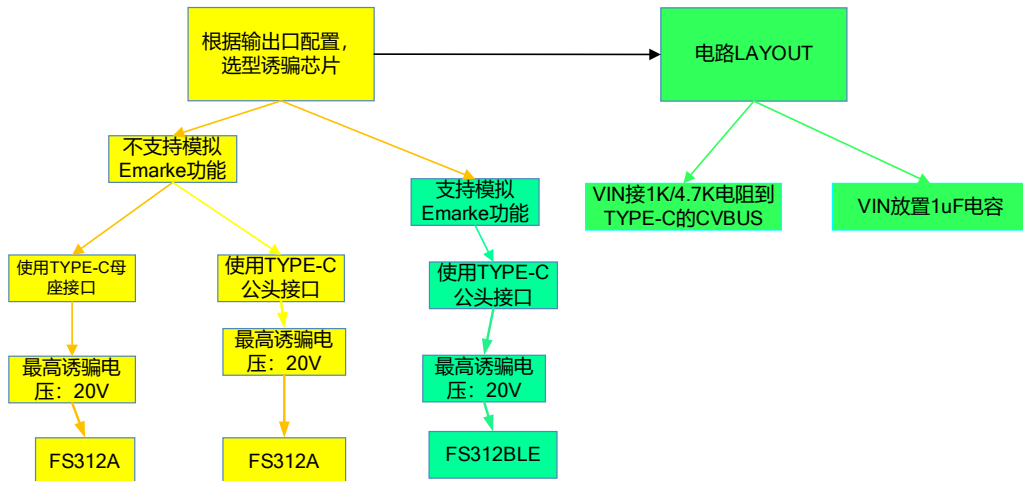 根据输出口配置，
选型诱骗芯片
电路LAYOUT
不支持模拟
Emarke功能
支持模拟
Emarke功能
VIN接1K/4.7K电阻到
TYPE-C的CVBUS
VIN放置1uF电容
使用TYPE-C母
座接口
使用TYPE-C
公头接口
使用TYPE-C
公头接口
最高诱骗电
压：20V
最高诱骗电
压：20V
最高诱骗电
压：20V
FS312A
FS312A
FS312BLE